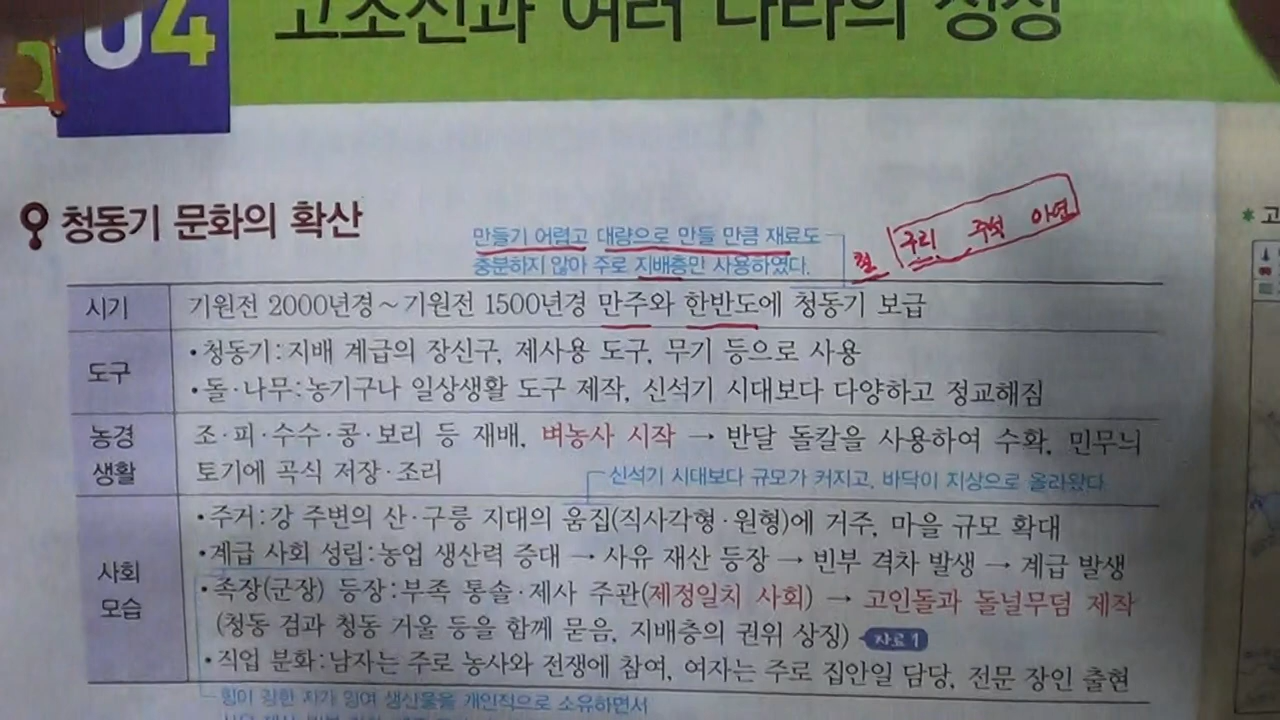 04
고조선과 여러 나라의 성장
청동기 문화의 확산
만들기 어렵고 대량으로 만들 만큼 재료도
충분하지 않아 주로 지배층만 사용하였다.
철 구리 주석 아연
* 고
시기
기원전 2000년경~기원전 1500년경 만주와 한반도에 청동기 보급
도구
•청동기:지배 계급의 장신구, 제사용 도구, 무기 등으로 사용
•돌·나무:농기구나 일상생활 도구 제작, 신석기 시대보다 다양하고 정교해짐
농경
생활
조·피·수수·콩·보리 등 재배, 벼농사 시작 → 반달 돌칼을 사용하여 수확, 민무늬
토기에 곡식 저장·조리
신석기 시대보다 규모가 커지고, 바닥이 지상으로 올라왔다.
사회
모습
•주거:강 주변의 산·구릉 지대의 움집(직사각형·원형)에 거주, 마을 규모 확대
•계급 사회 성립:농업 생산력 증대 → 사유 재산 등장 → 빈부 격차 발생 → 계급 발생
•족장(군장) 등장:부족 통솔·제사 주관(제정일치 사회) → 고인돌과 돌널무덤 제작
(청동 검과 청동 거울 등을 함께 묻음, 지배층의 권위 상징) 자료 1
•직업 분화:남자는 주로 농사와 전쟁에 참여, 여자는 주로 집안일 담당, 전문 장인 출현
힘이 강한 자가 잉여 생산물을 개인적으로 소유하면서